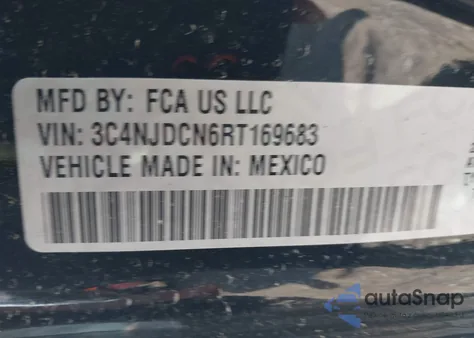 MFD BY: FCA US LLC
VIN: 3C4NJDCN6RT169683
VEHICLE MADE IN: MEXICO
autoSnap